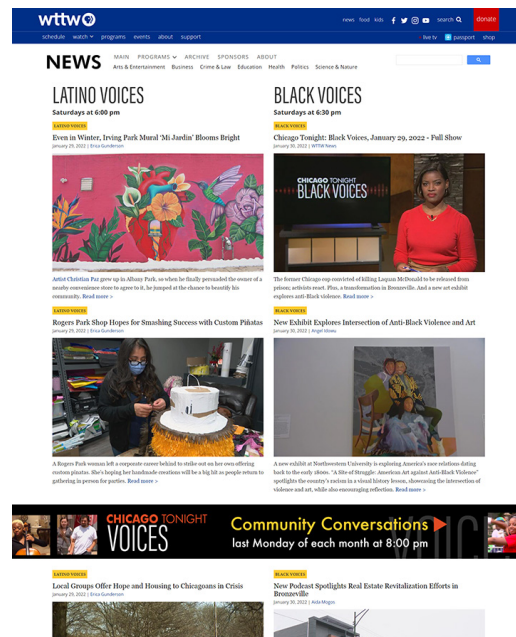 wttw
news food kids
search
donate
schedule watch programs events about support
live tv passport shop
NEWS
MAIN PROGRAMS ARCHIVE SPONSORS ABOUT
Arts & Entertainment Business Crime & Law Education Health Politics Science & Nature
LATINO VOICES
Saturdays at 6:00 pm
LATINO VOICES
Even in Winter, Irving Park Mural ‘Mi Jardin’ Blooms Bright
January 29, 2022 | Erica Gunderson
Artist Christian Paz grew up in Albany Park, so when he finally persuaded the owner of a
nearby convenience store to agree to it, he jumped at the chance to beautify his
community. Read more >
LATINO VOICES
Rogers Park Shop Hopes for Smashing Success with Custom Piñatas
January 29, 2022 | Erica Gunderson
A Rogers Park woman left a corporate career behind to strike out on her own offering
custom piñatas. She's hoping her handmade creations will be a big hit as people return to
gathering in person for parties. Read more >
BLACK VOICES
Saturdays at 6:30 pm
BLACK VOICES
Chicago Tonight: Black Voices, January 29, 2022 - Full Show
January 30, 2022 | WTTW News
CHICAGO TONIGHT
BLACK VOICES
The former Chicago cop convicted of killing Laquan McDonald to be released from
prison; activists react. Plus, a transformation in Bronzeville. And a new art exhibit
explores anti-Black violence. Read more >
BLACK VOICES
New Exhibit Explores Intersection of Anti-Black Violence and Art
January 30, 2022 | Angel Idowu
A new exhibit at Northwestern University is exploring America's race relations dating
back to the early 1800s. “A Site of Struggle: American Art against Anti-Black Violence”
spotlights the country's racism in a visual history lesson, showcasing the intersection of
violence and art, while also encouraging reflection. Read more >
CHICAGO TONIGHT
VOICES
Community Conversations
last Monday of each month at 8:00 pm
VOICE
LATINO VOICES
Local Groups Offer Hope and Housing to Chicagoans in Crisis
January 29, 2022 | Erica Gunderson
BLACK VOICES
New Podcast Spotlights Real Estate Revitalization Efforts in
Bronzeville
January 30, 2022 | Aida Mogos